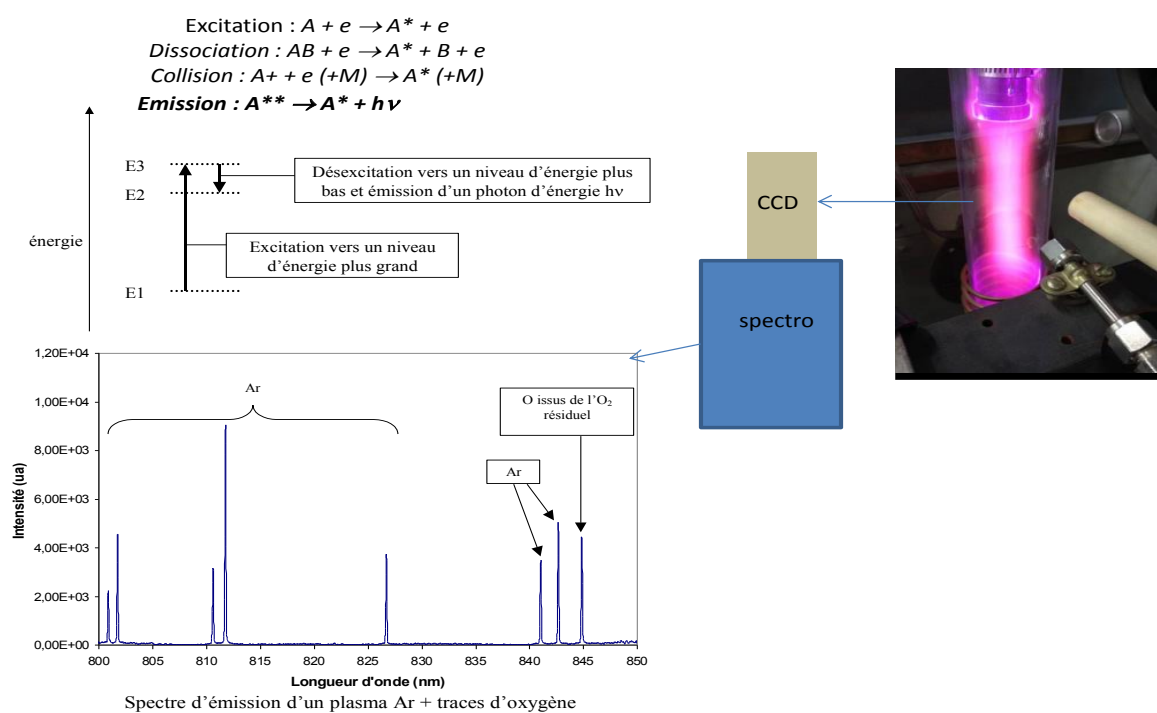 Excitation : A + e → A* + e
Dissociation : AB + e → A* + B + e
Collision : A+ + e (+M) → A* (+M)
Emission : A** → A* + hν
énergie
E3
E2
E1
Désexcitation vers un niveau d'énergie plus
bas et émission d'un photon d'énergie hν
Excitation vers un niveau
d'énergie plus grand
CCD
spectro
Intensité (ua)
1,20E+04
1,00E+04
8,00E+03
6,00E+03
4,00E+03
2,00E+03
0,00E+00
Ar
O issus de l'O₂
résiduel
Ar
800 805 810 815 820 825 830 835 840 845 850
Longueur d'onde (nm)
Spectre d'émission d'un plasma Ar + traces d'oxygène